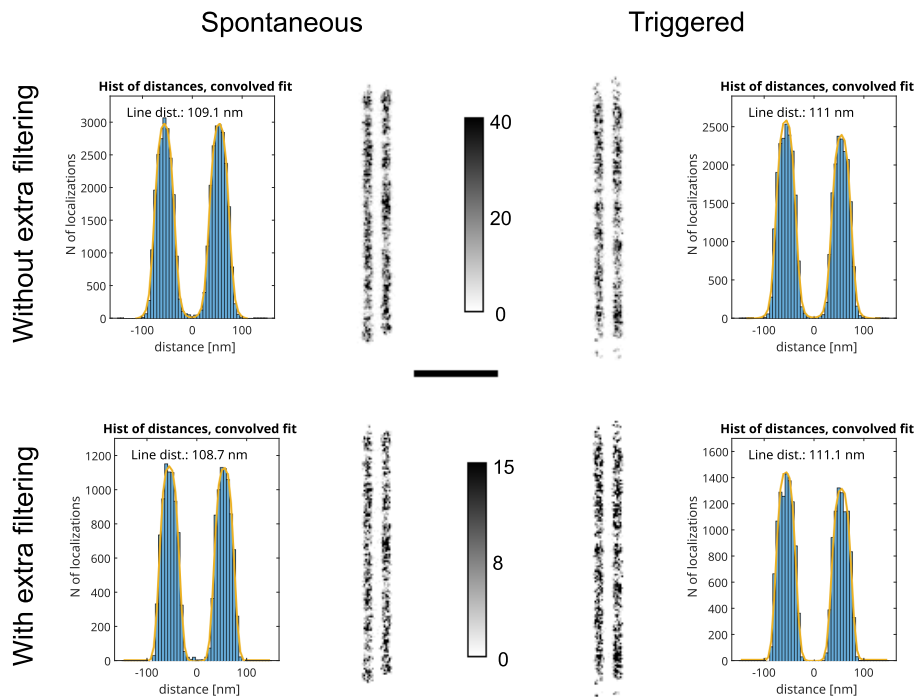 Spontaneous
Triggered
Without extra filtering
Hist of distances, convolved fit
Line dist.: 109.1 nm
N of localizations
3000
2500
2000
1500
1000
500
0
-100 0 100
distance [nm]
40
20
0
Hist of distances, convolved fit
Line dist.: 111 nm
N of localizations
2500
2000
1500
1000
500
0
-100 0 100
distance [nm]
With extra filtering
Hist of distances, convolved fit
Line dist.: 108.7 nm
N of localizations
1200
1000
800
600
400
200
0
-100 0 100
distance [nm]
15
8
0
Hist of distances, convolved fit
Line dist.: 111.1 nm
N of localizations
1600
1400
1200
1000
800
600
400
200
0
-100 0 100
distance [nm]